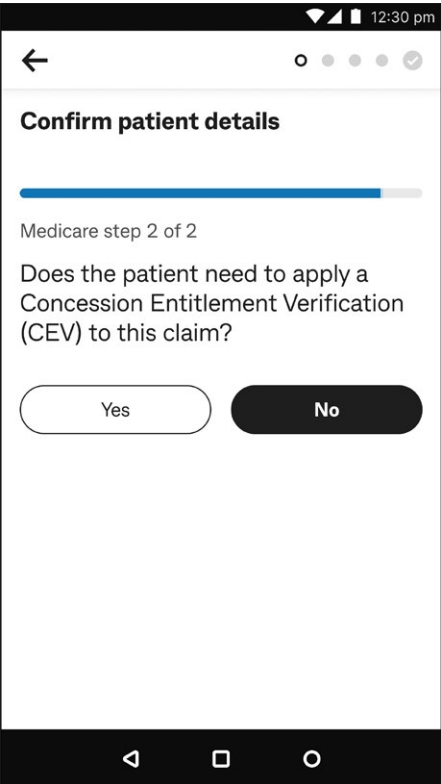 12:30 pm
Confirm patient details
Medicare step 2 of 2
Does the patient need to apply a
Concession Entitlement Verification
(CEV) to this claim?
Yes
No